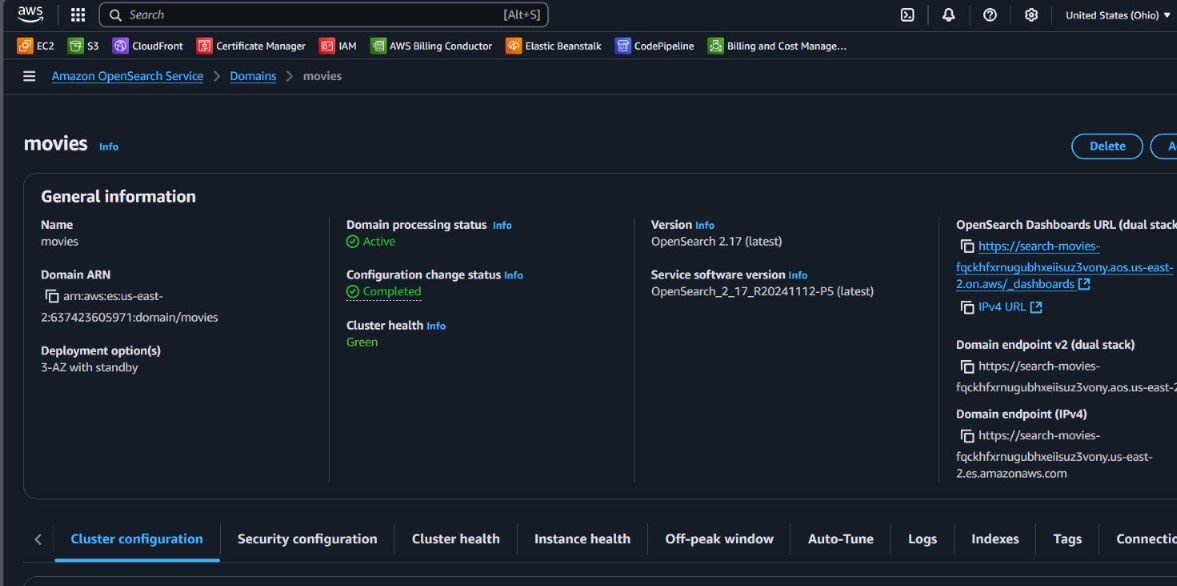 aws
Search [Alt+S]
United States (Ohio)
EC2 S3 CloudFront Certificate Manager IAM AWS Billing Conductor Elastic Beanstalk CodePipeline Billing and Cost Manage...
Amazon OpenSearch Service > Domains > movies
movies Info
Delete
A
General information
Name
movies
Domain ARN
arn:aws:es:us-east-
2:637423605971:domain/movies
Deployment option(s)
3-AZ with standby
Domain processing status Info
Active
Configuration change status Info
Completed
Cluster health Info
Green
Version Info
OpenSearch 2.17 (latest)
Service software version Info
OpenSearch_2_17_R20241112-P5 (latest)
OpenSearch Dashboards URL (dual stack
https://search-movies-
fqckhfxrnugubhxeiisuz3vony.aos.us-east-
2.on.aws/_dashboards
IPv4 URL
Domain endpoint v2 (dual stack)
https://search-movies-
fqckhfxrnugubhxeiisuz3vony.aos.us-east-2
Domain endpoint (IPv4)
https://search-movies-
fqckhfxrnugubhxeiisuz3vony.us-east-
2.es.amazonaws.com
Cluster configuration Security configuration Cluster health Instance health Off-peak window Auto-Tune Logs Indexes Tags Connectio